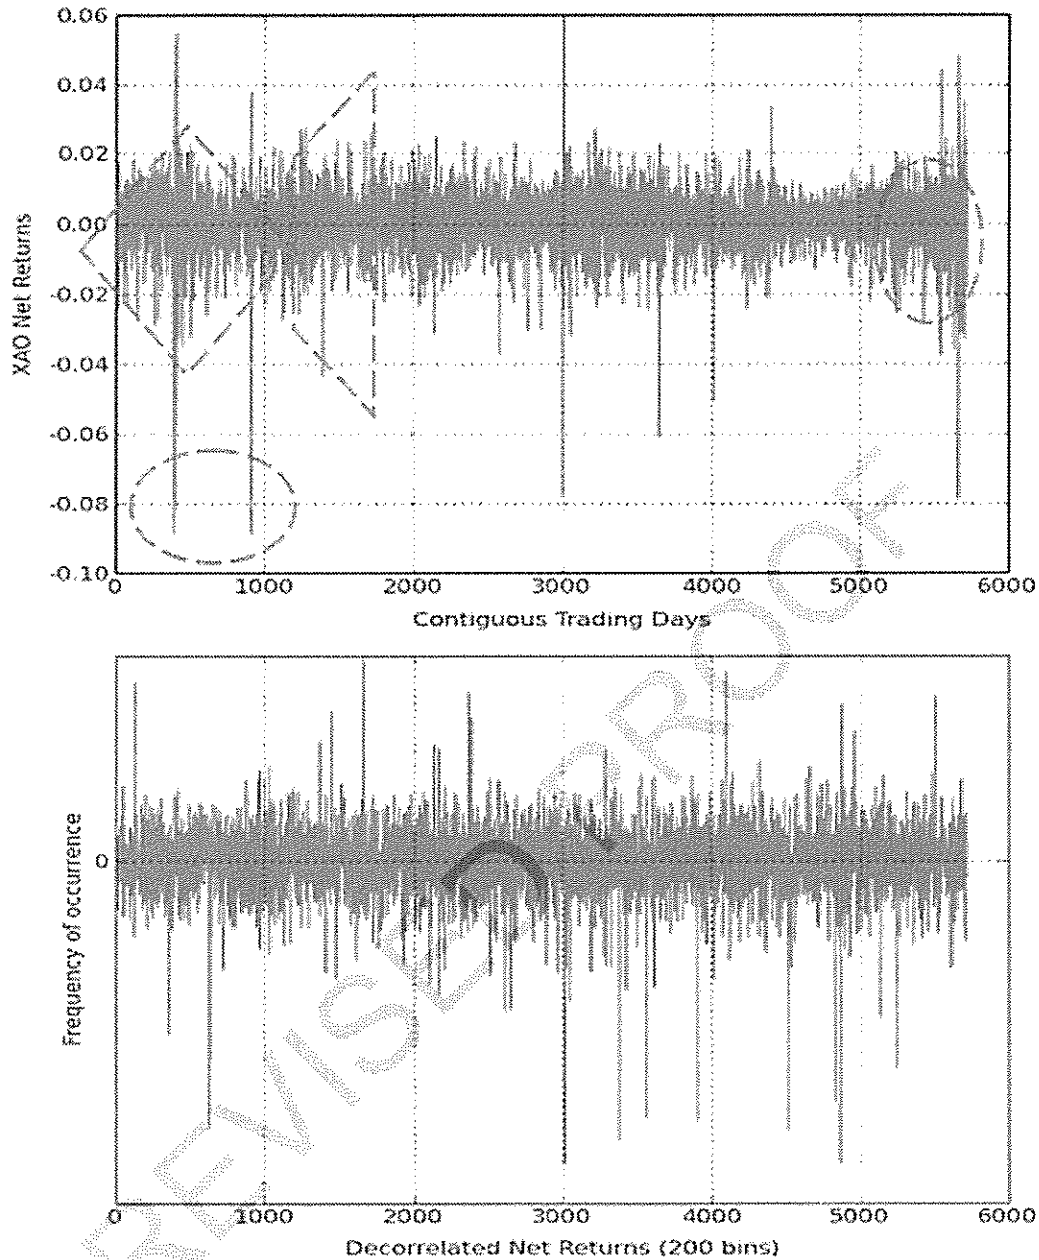 0.06
0.04
0.02
0.00
-0.02
-0.04
-0.06
-0.08
-0.10
XAO Net Returns
0 1000 2000 3000 4000 5000 6000
Contiguous Trading Days
0
Frequency of occurrence
0 1000 2000 3000 4000 5000 6000
Decorrelated Net Returns (200 bins)
REVISED PROOF